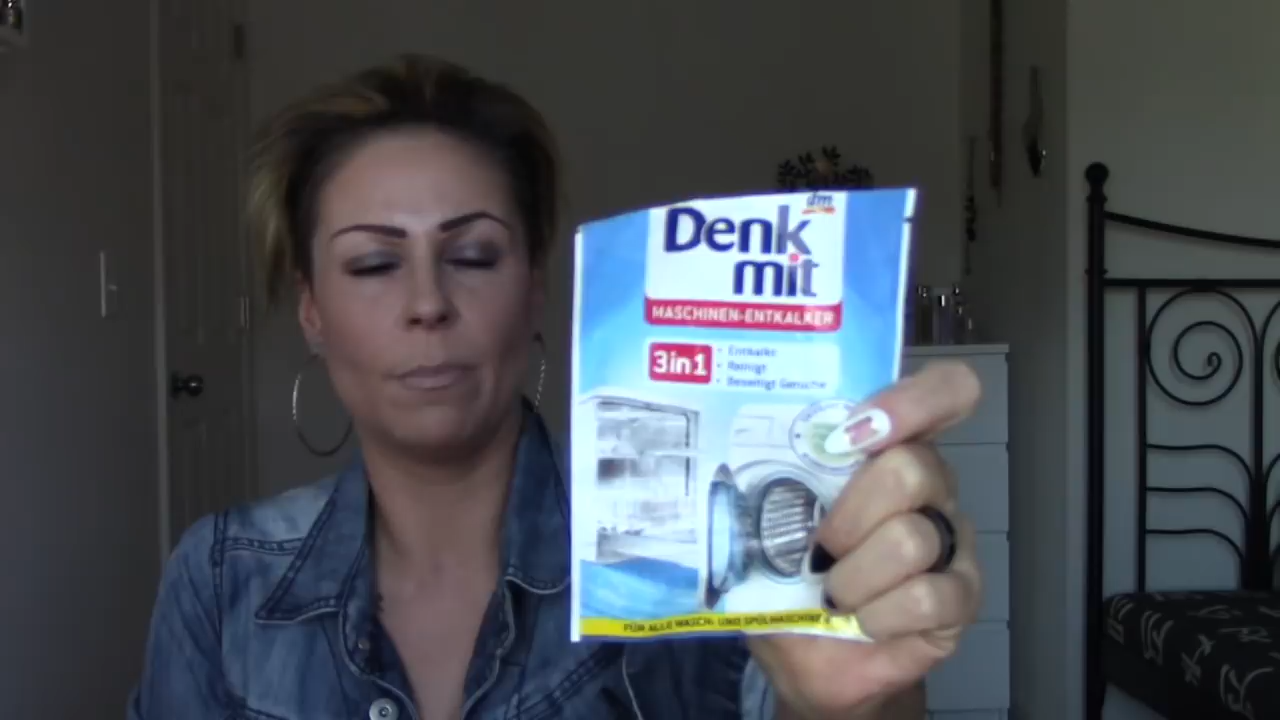 dm
Denk
mit
MASCHINEN-ENTKALKER
3in1
• Entkalkt
• Reinigt
• Beseitigt Gerüche
FÜR ALLE WASCH- UND SPÜLMASCHINEN